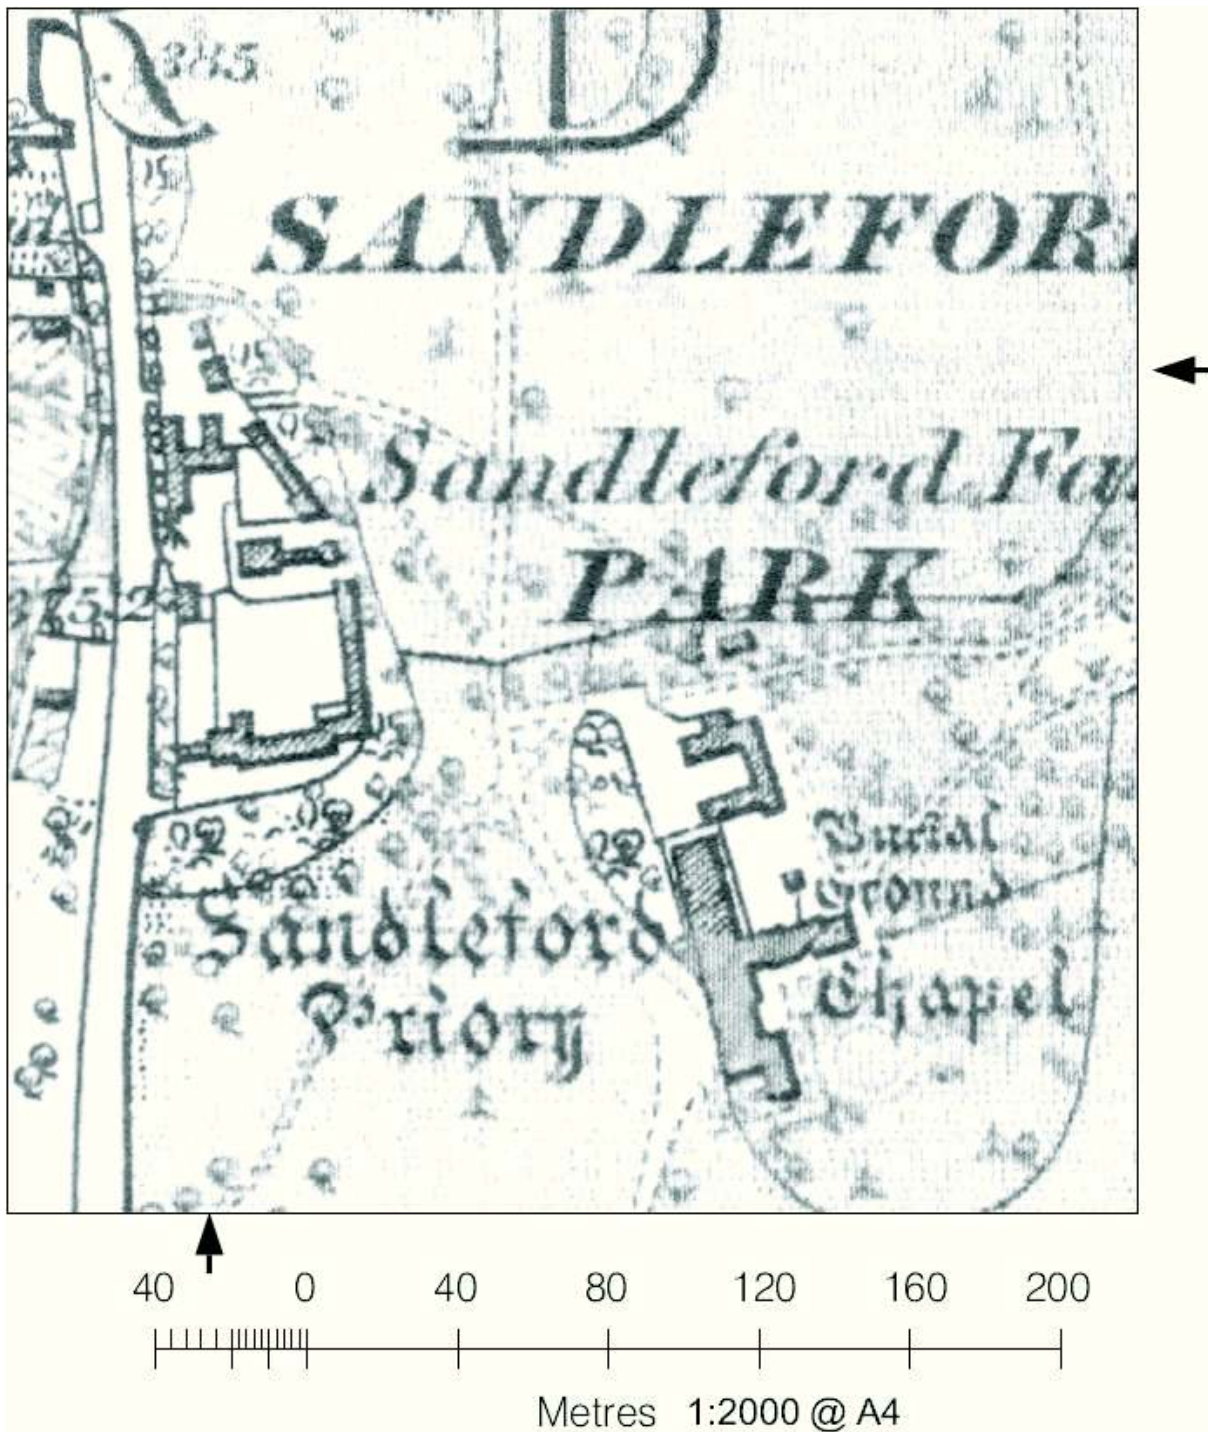 385
D
SANDLEFOR
Sandleford Fa
PARK
Burial
Ground
Sandleford
Priory
Chapel
40 0 40 80 120 160 200
Metres 1:2000 @ A4